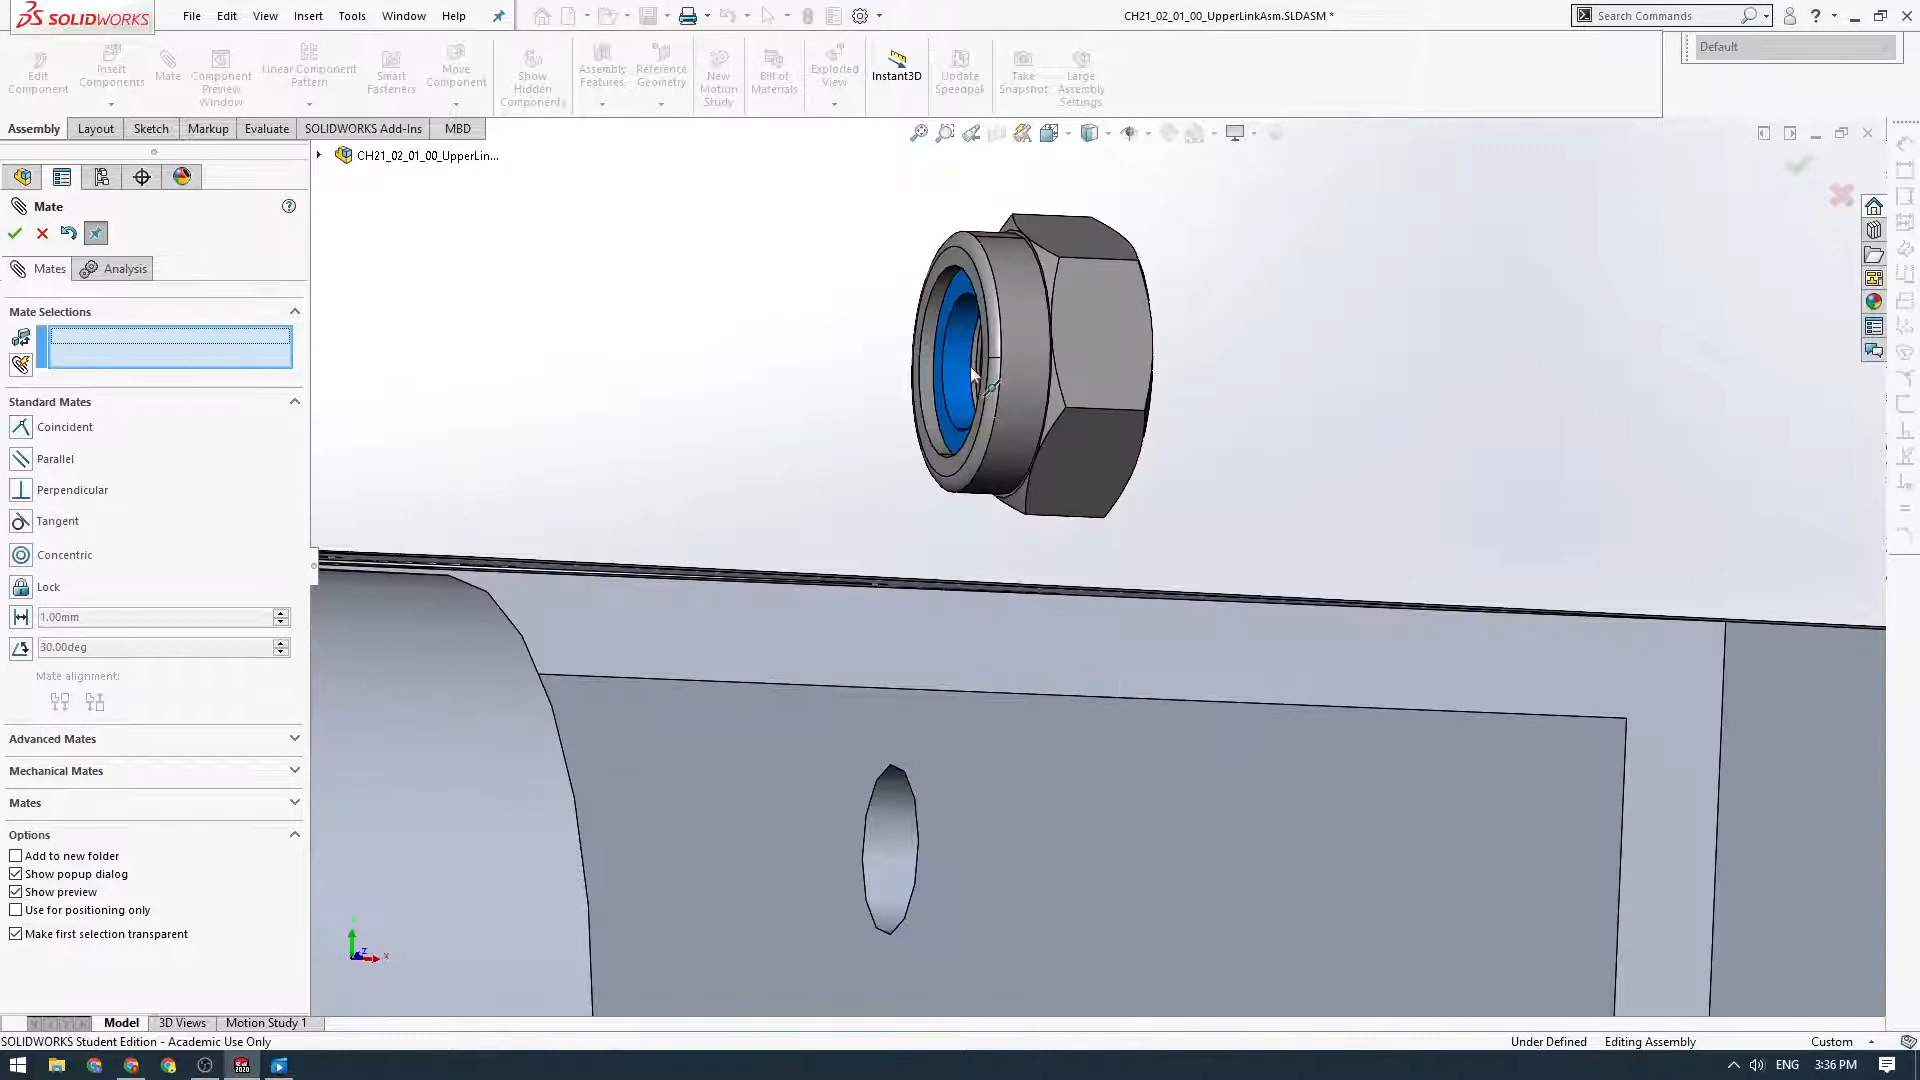 SOLIDWORKS
File Edit View Insert Tools Window Help
CH21_02_01_00_UpperLinkAsm.SLDASM *
Search Commands
Default
Edit Component
Insert Components
Mate
Component Preview Window
Linear Component Pattern
Smart Fasteners
Move Component
Show Hidden Components
Assembly Features
Reference Geometry
New Motion Study
Bill of Materials
Exploded View
Instant3D
Update Speedpak
Take Snapshot
Large Assembly Settings
Assembly Layout Sketch Markup Evaluate SOLIDWORKS Add-Ins MBD
CH21_02_01_00_UpperLin...
Mate
Mates Analysis
Mate Selections
Standard Mates
Coincident
Parallel
Perpendicular
Tangent
Concentric
Lock
1.00mm
30.00deg
Mate alignment:
Advanced Mates
Mechanical Mates
Mates
Options
Add to new folder
Show popup dialog
Show preview
Use for positioning only
Make first selection transparent
Model 3D Views Motion Study 1
SOLIDWORKS Student Edition - Academic Use Only
Under Defined Editing Assembly Custom
ENG 3:36 PM